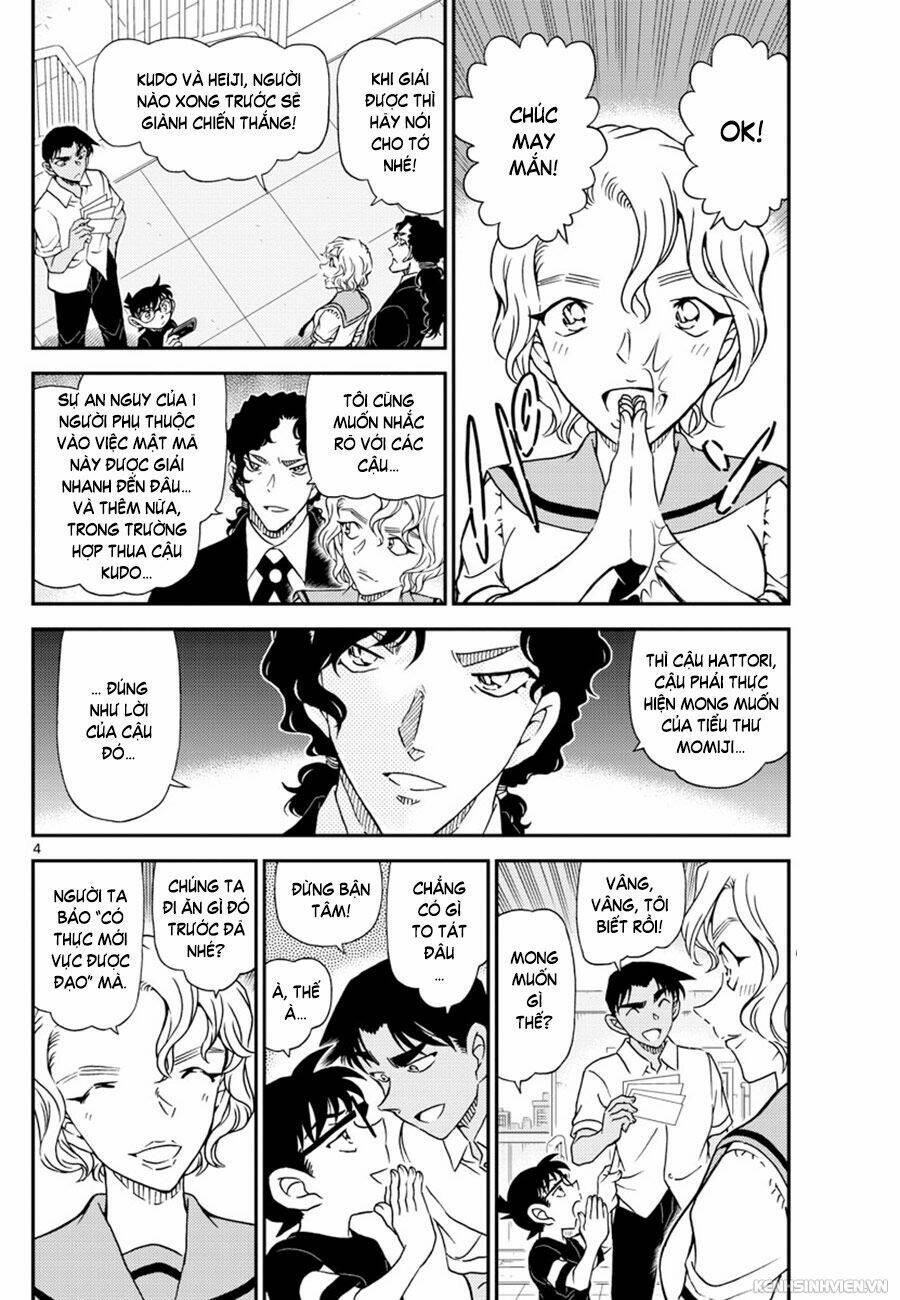 OK!
CHÚC
MAY
MẮN!
KHI GIẢI
ĐƯỢC THÌ
HÃY NÓI
CHO TỚ
NHÉ!
KUDO VÀ HEIJI, NGƯỜI
NÀO XONG TRƯỚC SẼ
GIÀNH CHIẾN THẮNG!
TÔI CŨNG
MUỐN NHẮC
RÕ VỚI CÁC
CẬU...
SỰ AN NGUY CỦA 1
NGƯỜI PHỤ THUỘC
VÀO VIỆC MẬT MÃ
NÀY ĐƯỢC GIẢI
NHANH ĐẾN ĐÂU...
VÀ THÊM NỮA,
TRONG TRƯỜNG
HỢP THUA CẬU
KUDO...
THÌ CẬU HATTORI,
CẬU PHẢI THỰC
HIỆN MONG MUỐN
CỦA TIỂU THƯ
MOMIJI...
... ĐÚNG
NHƯ LỜI
CỦA CẬU
ĐÓ...
4
VÂNG,
VÂNG, TÔI
BIẾT RỒI!
MONG
MUỐN
GÌ
THẾ?
CHẲNG
CÓ GÌ
TO TÁT
ĐÂU
...
ĐỪNG BẬN
TÂM!
À, THẾ
À...
CHÚNG TA
ĐI ĂN GÌ ĐÓ
TRƯỚC ĐÃ
NHÉ?
NGƯỜI TA
BẢO "CÓ
THỰC MỚI
VỰC ĐƯỢC
ĐẠO" MÀ.
KENHSINHVIEN.VN